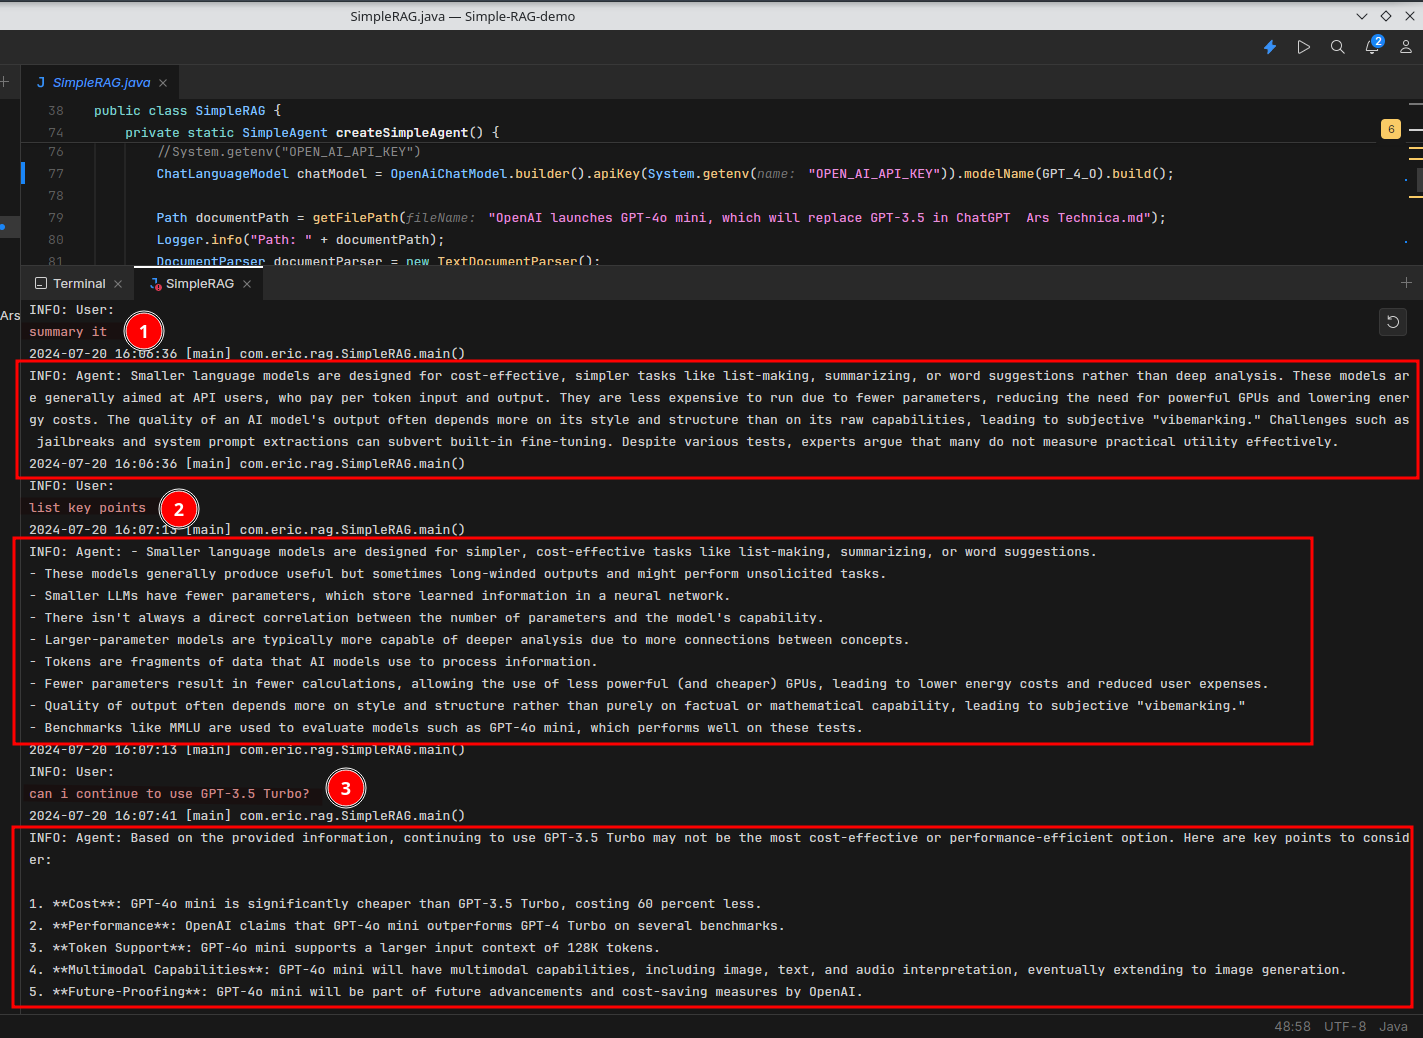 SimpleRAG.java — Simple-RAG-demo
2
J SimpleRAG.java
38 public class SimpleRAG {
74 private static SimpleAgent createSimpleAgent() {
6
76 //System.getenv("OPEN_AI_API_KEY")
77 ChatLanguageModel chatModel = OpenAiChatModel.builder().apiKey(System.getenv(name: "OPEN_AI_API_KEY")).modelName(GPT_4_O).build();
78
79 Path documentPath = getFilePath(fileName: "OpenAI launches GPT-4o mini, which will replace GPT-3.5 in ChatGPT  Ars Technica.md");
80 Logger.info("Path: " + documentPath);
81 DocumentParser documentParser = new TextDocumentParser();
Terminal SimpleRAG
Ars
INFO: User:
summary it 1
2024-07-20 16:06:36 [main] com.eric.rag.SimpleRAG.main()
INFO: Agent: Smaller language models are designed for cost-effective, simpler tasks like list-making, summarizing, or word suggestions rather than deep analysis. These models ar
e generally aimed at API users, who pay per token input and output. They are less expensive to run due to fewer parameters, reducing the need for powerful GPUs and lowering ener
gy costs. The quality of an AI model's output often depends more on its style and structure than on its raw capabilities, leading to subjective "vibemarking." Challenges such as
jailbreaks and system prompt extractions can subvert built-in fine-tuning. Despite various tests, experts argue that many do not measure practical utility effectively.
2024-07-20 16:06:36 [main] com.eric.rag.SimpleRAG.main()
INFO: User:
list key points 2
2024-07-20 16:07:13 [main] com.eric.rag.SimpleRAG.main()
INFO: Agent: - Smaller language models are designed for simpler, cost-effective tasks like list-making, summarizing, or word suggestions.
- These models generally produce useful but sometimes long-winded outputs and might perform unsolicited tasks.
- Smaller LLMs have fewer parameters, which store learned information in a neural network.
- There isn't always a direct correlation between the number of parameters and the model's capability.
- Larger-parameter models are typically more capable of deeper analysis due to more connections between concepts.
- Tokens are fragments of data that AI models use to process information.
- Fewer parameters result in fewer calculations, allowing the use of less powerful (and cheaper) GPUs, leading to lower energy costs and reduced user expenses.
- Quality of output often depends more on style and structure rather than purely on factual or mathematical capability, leading to subjective "vibemarking."
- Benchmarks like MMLU are used to evaluate models such as GPT-4o mini, which performs well on these tests.
2024-07-20 16:07:13 [main] com.eric.rag.SimpleRAG.main()
INFO: User:
can i continue to use GPT-3.5 Turbo? 3
2024-07-20 16:07:41 [main] com.eric.rag.SimpleRAG.main()
INFO: Agent: Based on the provided information, continuing to use GPT-3.5 Turbo may not be the most cost-effective or performance-efficient option. Here are key points to consid
er:
1. **Cost**: GPT-4o mini is significantly cheaper than GPT-3.5 Turbo, costing 60 percent less.
2. **Performance**: OpenAI claims that GPT-4o mini outperforms GPT-4 Turbo on several benchmarks.
3. **Token Support**: GPT-4o mini supports a larger input context of 128K tokens.
4. **Multimodal Capabilities**: GPT-4o mini will have multimodal capabilities, including image, text, and audio interpretation, eventually extending to image generation.
5. **Future-Proofing**: GPT-4o mini will be part of future advancements and cost-saving measures by OpenAI.
48:58 UTF-8 Java